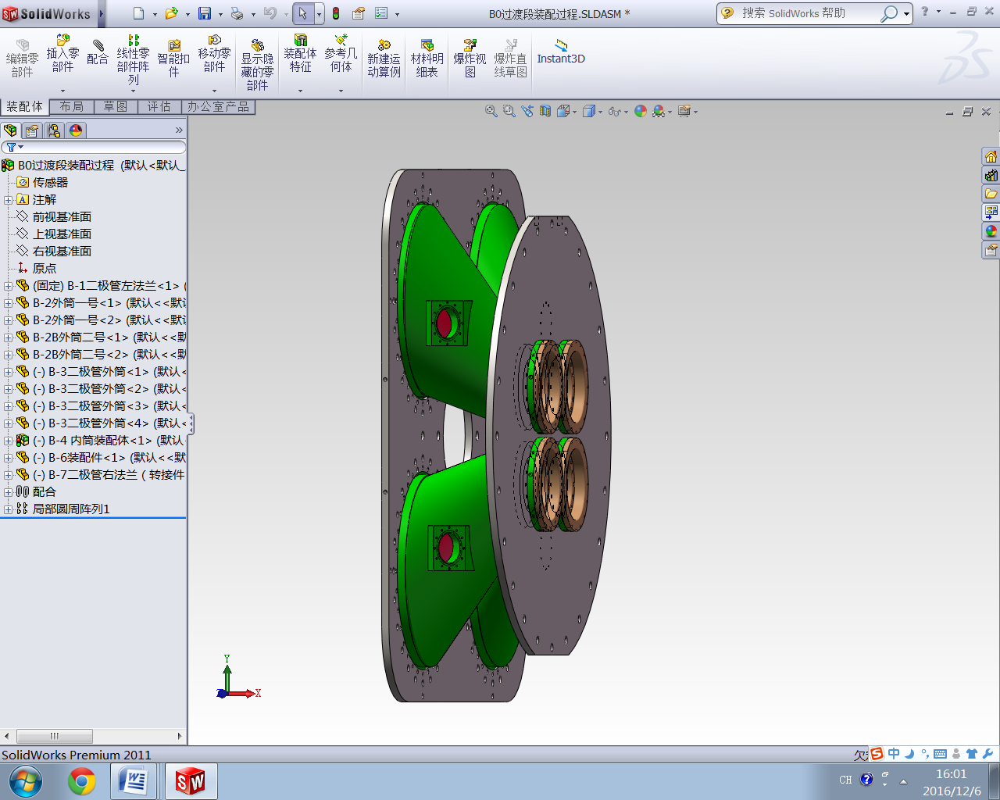 SolidWorks
B0过渡段装配过程.SLDASM *
搜索 SolidWorks 帮助
编辑零部件
插入零部件
配合
线性零部件阵列
智能扣件
移动零部件
显示隐藏的零部件
装配体特征
参考几何体
新建运动算例
材料明细表
爆炸视图
爆炸直线草图
Instant3D
装配体 布局 草图 评估 办公室产品
B0过渡段装配过程 (默认<默认_
传感器
注解
前视基准面
上视基准面
右视基准面
原点
(固定) B-1二极管左法兰<1> (
B-2外筒一号<1> (默认<<默认
B-2外筒一号<2> (默认<<默认
B-2B外筒二号<1> (默认<<默
B-2B外筒二号<2> (默认<<默
(-) B-3二极管外筒<1> (默认<
(-) B-3二极管外筒<2> (默认<
(-) B-3二极管外筒<3> (默认<
(-) B-3二极管外筒<4> (默认<
(-) B-4 内筒装配体<1> (默认
(-) B-6装配件<1> (默认<<默
(-) B-7二极管右法兰 ( 转接件
配合
局部圆周阵列1
Y
X
Z
SolidWorks Premium 2011
欠
中
CH
16:01
2016/12/6